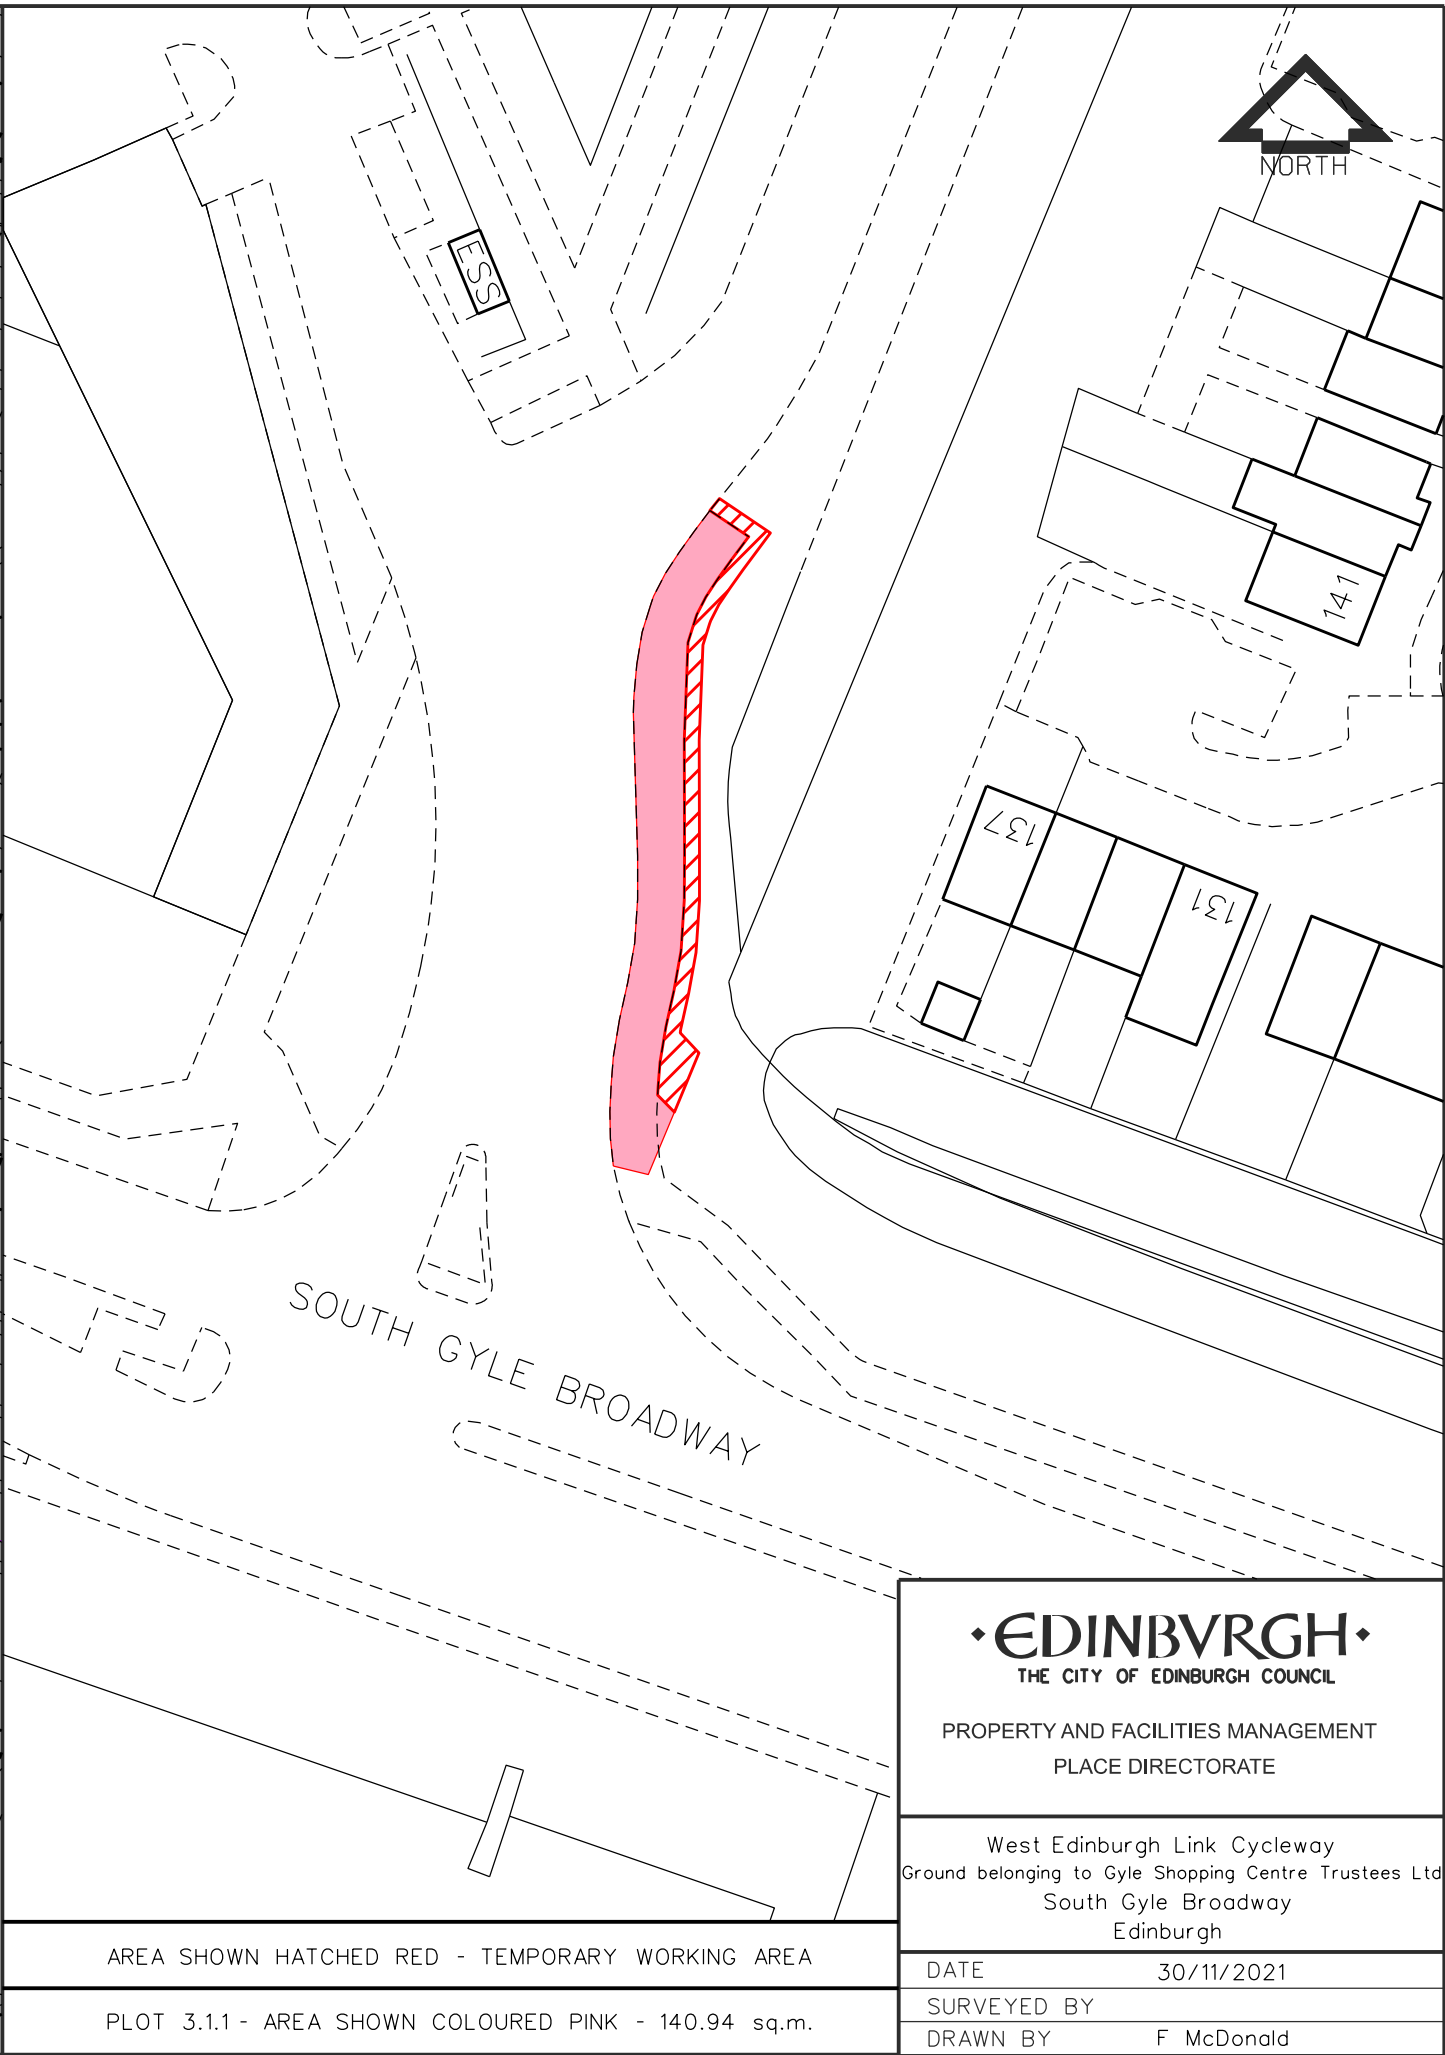 NORTH
ESS
141
137
131
SOUTH GYLE BROADWAY
·EDINBVRGH·
THE CITY OF EDINBURGH COUNCIL
PROPERTY AND FACILITIES MANAGEMENT
PLACE DIRECTORATE
West Edinburgh Link Cycleway
Ground belonging to Gyle Shopping Centre Trustees Ltd
South Gyle Broadway
Edinburgh
AREA SHOWN HATCHED RED - TEMPORARY WORKING AREA
PLOT 3.1.1 - AREA SHOWN COLOURED PINK - 140.94 sq.m.
DATE 30/11/2021
SURVEYED BY
DRAWN BY F McDonald